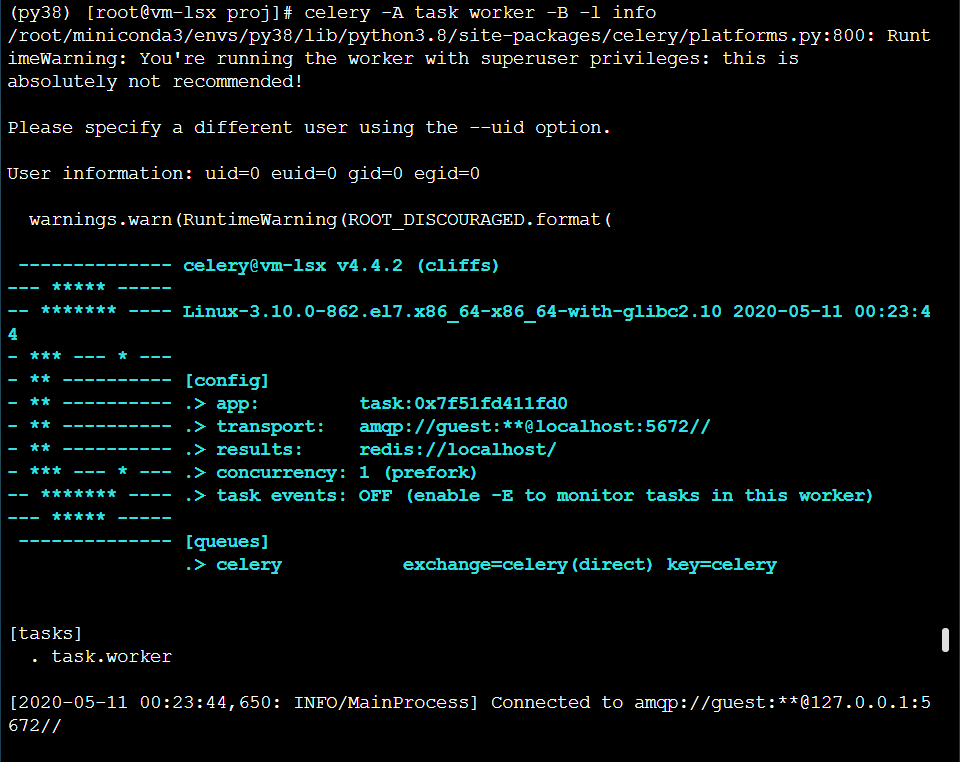 (py38) [root@vm-lsx proj]# celery -A task worker -B -l info
/root/miniconda3/envs/py38/lib/python3.8/site-packages/celery/platforms.py:800: Runt
imeWarning: You're running the worker with superuser privileges: this is
absolutely not recommended!

Please specify a different user using the --uid option.

User information: uid=0 euid=0 gid=0 egid=0

  warnings.warn(RuntimeWarning(ROOT_DISCOURAGED.format(

 -------------- celery@vm-lsx v4.4.2 (cliffs)
--- ***** -----
-- ******* ---- Linux-3.10.0-862.el7.x86_64-x86_64-with-glibc2.10 2020-05-11 00:23:4
4
- *** --- * ---
- ** ---------- [config]
- ** ---------- .> app:         task:0x7f51fd411fd0
- ** ---------- .> transport:   amqp://guest:**@localhost:5672//
- ** ---------- .> results:     redis://localhost/
- *** --- * --- .> concurrency: 1 (prefork)
-- ******* ---- .> task events: OFF (enable -E to monitor tasks in this worker)
--- ***** -----
 -------------- [queues]
                .> celery           exchange=celery(direct) key=celery


[tasks]
  . task.worker

[2020-05-11 00:23:44,650: INFO/MainProcess] Connected to amqp://guest:**@127.0.0.1:5
672//